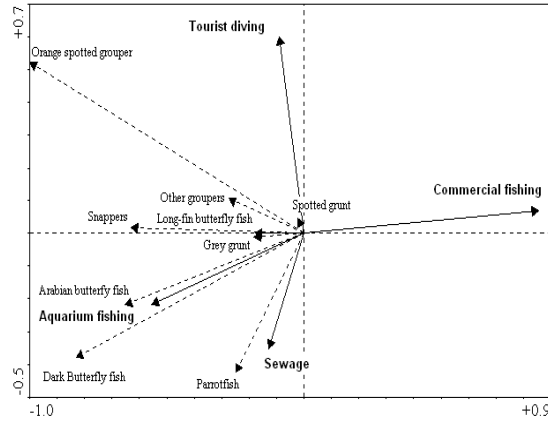 +0.7
Tourist diving
Orange spotted grouper
Commercial fishing
Other groupers
Spotted grunt
Snappers
Long-fin butterfly fish
Grey grunt
Arabian butterfly fish
Aquarium fishing
Sewage
Dark Butterfly fish
Parrotfish
-0.5
-1.0
+0.9